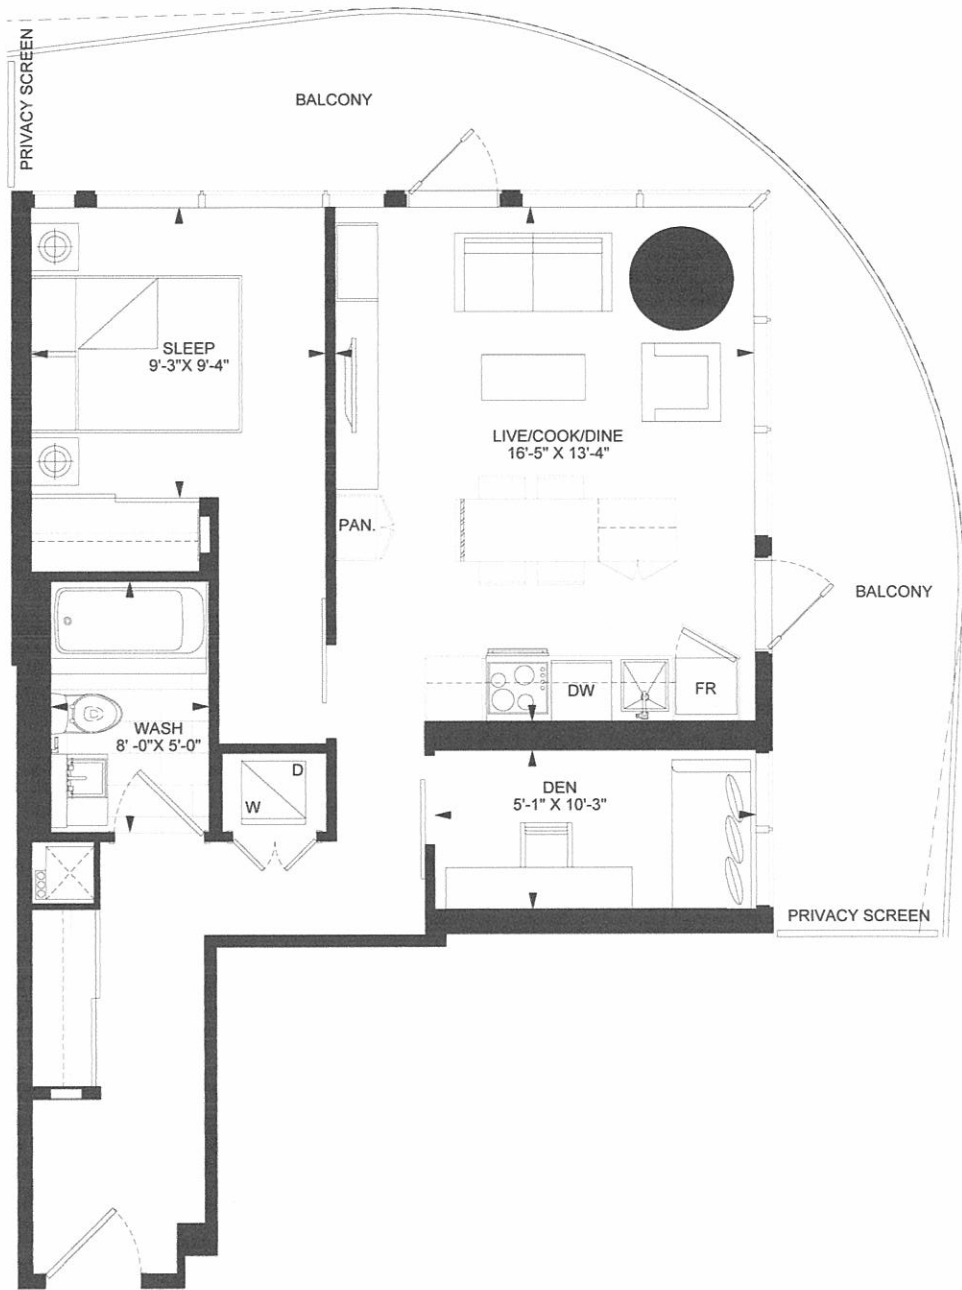 PRIVACY SCREEN
BALCONY
SLEEP
9'-3"X 9'-4"
LIVE/COOK/DINE
16'-5" X 13'-4"
PAN.
BALCONY
DW
FR
WASH
8' -0"X 5'-0"
D
W
DEN
5'-1" X 10'-3"
PRIVACY SCREEN